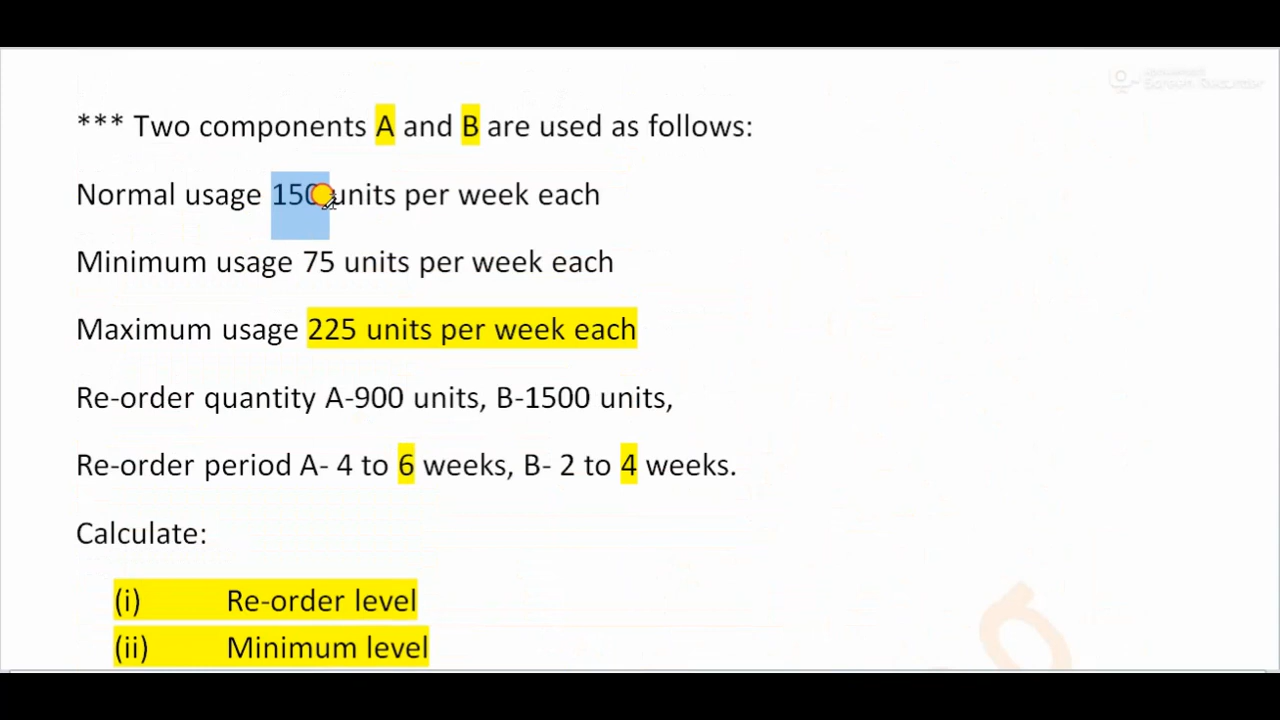 *** Two components A and B are used as follows:
Normal usage 150 units per week each
Minimum usage 75 units per week each
Maximum usage 225 units per week each
Re-order quantity A-900 units, B-1500 units,
Re-order period A- 4 to 6 weeks, B- 2 to 4 weeks.
Calculate:
(i) Re-order level
(ii) Minimum level